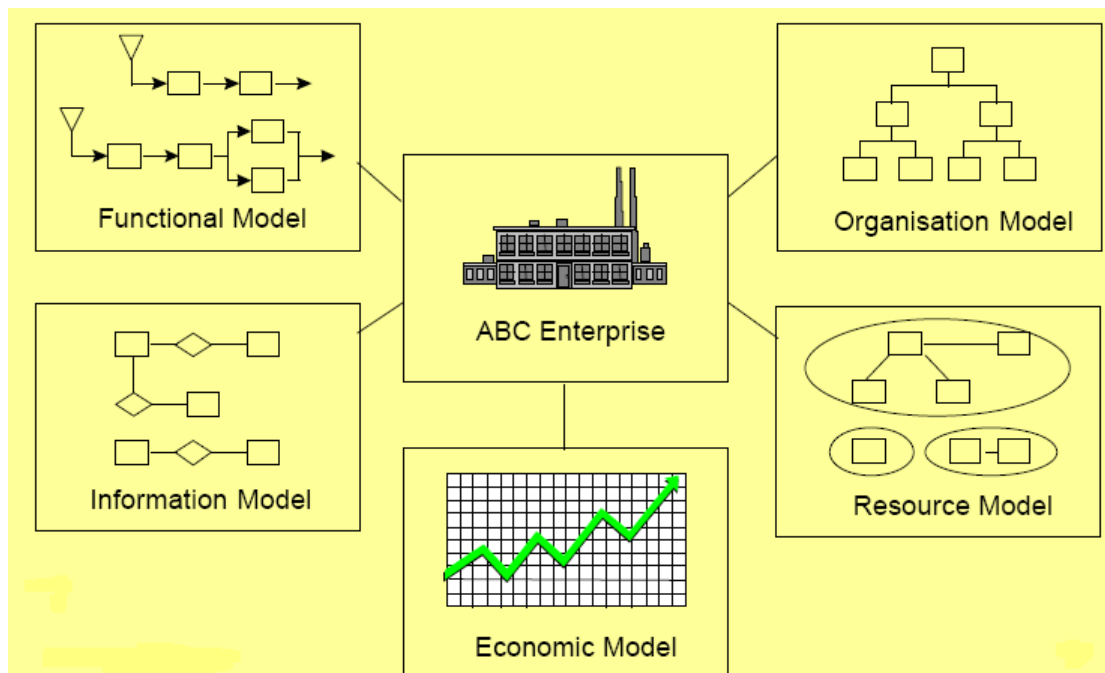 Functional Model
Organisation Model
ABC Enterprise
Information Model
Resource Model
Economic Model